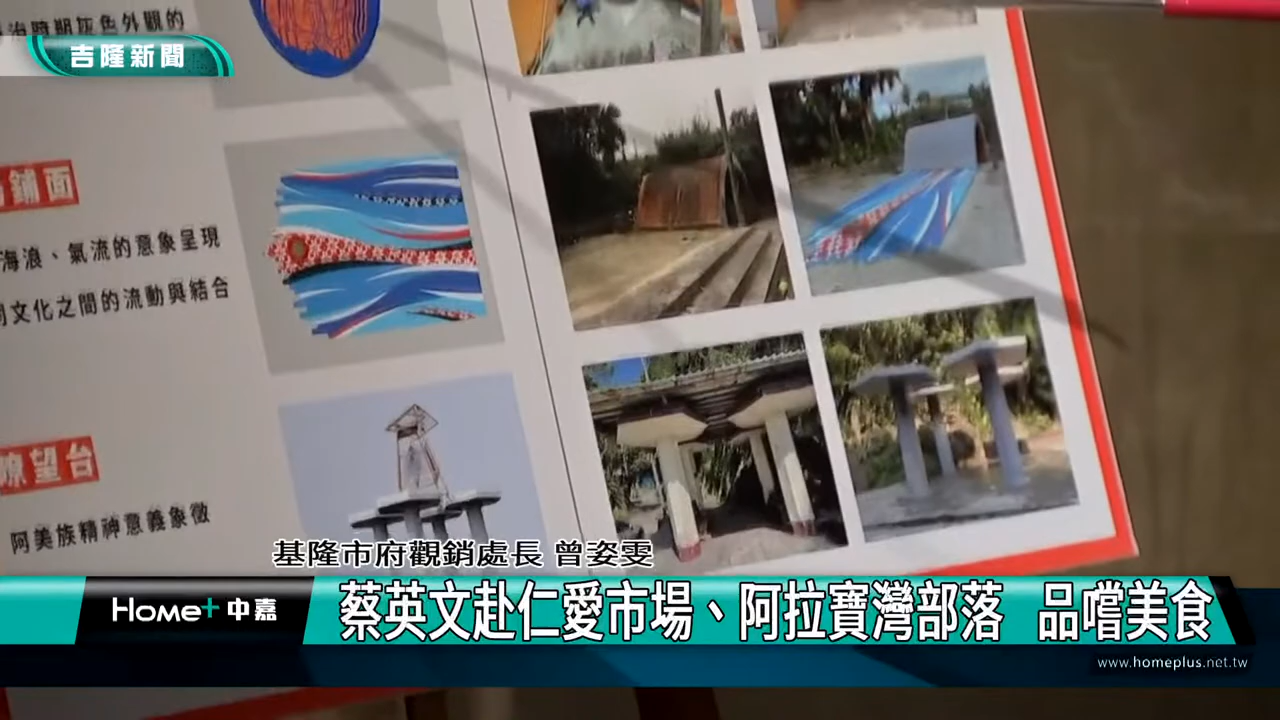 灰色外觀的
吉隆新聞
鋪面
海浪、氣流的意象呈現
文化之間的流動與結合
瞭望台
阿美族精神意義象徵
基隆市府觀銷處長 曾姿雯
Home+ 中嘉
蔡英文赴仁愛市場、阿拉寶灣部落 品嚐美食
www.homeplus.net.tw